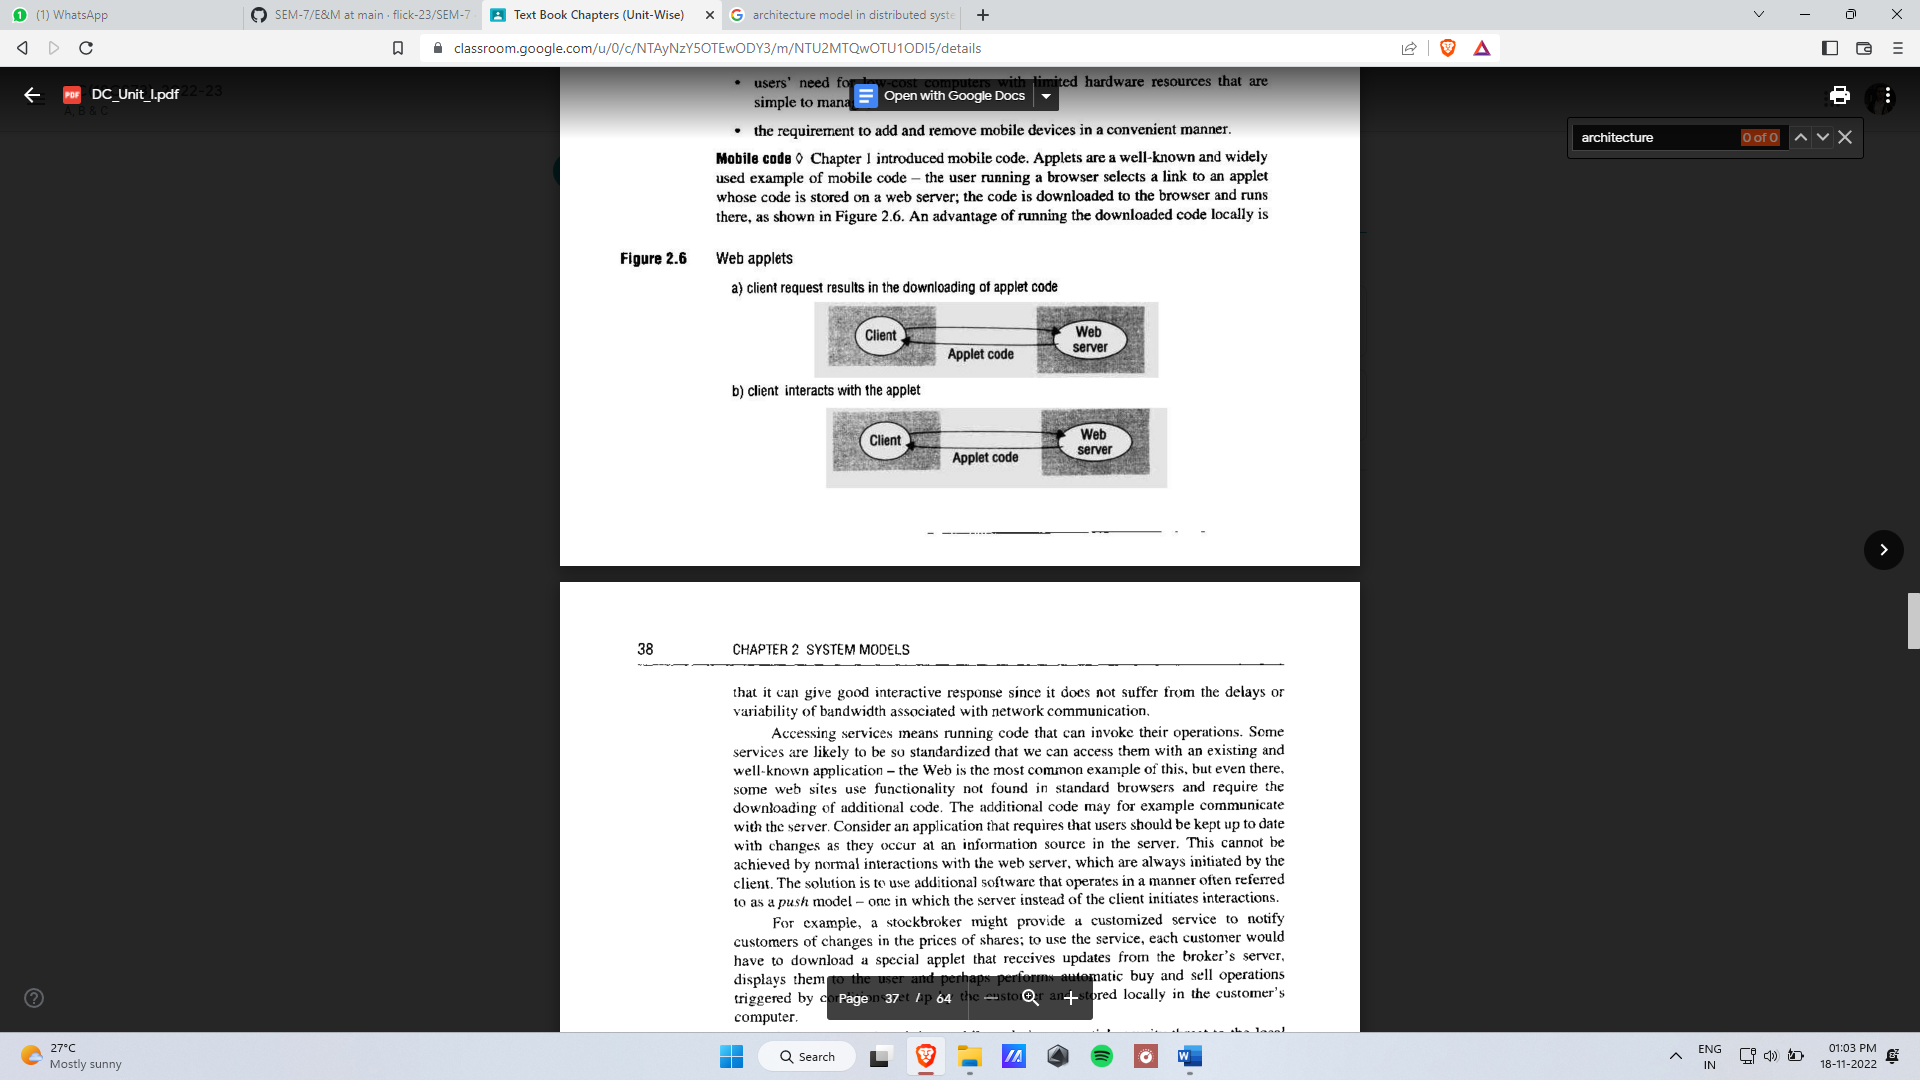 (1) WhatsApp
SEM-7/E&M at main · flick-23/SEM-7
Text Book Chapters (Unit-Wise)
architecture model in distributed syste
classroom.google.com/u/0/c/NTAyNzY5OTEwODY3/m/NTU2MTQwOTU1ODI5/details
PDF DC_Unit_I.pdf
22-23
A, B & C
Open with Google Docs
architecture 0 of 0
• users' need for low-cost computers with limited hardware resources that are
simple to mana
• the requirement to add and remove mobile devices in a convenient manner.
Mobile code ◊ Chapter 1 introduced mobile code. Applets are a well-known and widely
used example of mobile code – the user running a browser selects a link to an applet
whose code is stored on a web server; the code is downloaded to the browser and runs
there, as shown in Figure 2.6. An advantage of running the downloaded code locally is
Figure 2.6 Web applets
a) client request results in the downloading of applet code
Client
Web
server
Applet code
b) client interacts with the applet
Client
Web
server
Applet code
38 CHAPTER 2 SYSTEM MODELS
that it can give good interactive response since it does not suffer from the delays or
variability of bandwidth associated with network communication.
Accessing services means running code that can invoke their operations. Some
services are likely to be so standardized that we can access them with an existing and
well-known application – the Web is the most common example of this, but even there,
some web sites use functionality not found in standard browsers and require the
downloading of additional code. The additional code may for example communicate
with the server. Consider an application that requires that users should be kept up to date
with changes as they occur at an information source in the server. This cannot be
achieved by normal interactions with the web server, which are always initiated by the
client. The solution is to use additional software that operates in a manner often referred
to as a push model – one in which the server instead of the client initiates interactions.
For example, a stockbroker might provide a customized service to notify
customers of changes in the prices of shares; to use the service, each customer would
have to download a special applet that receives updates from the broker's server,
displays them to the user and perhaps performs automatic buy and sell operations
triggered by conditions set up by the customer and stored locally in the customer's
computer.
Page 37 / 64
27°C
Mostly sunny
Search
ENG
IN
01:03 PM
18-11-2022